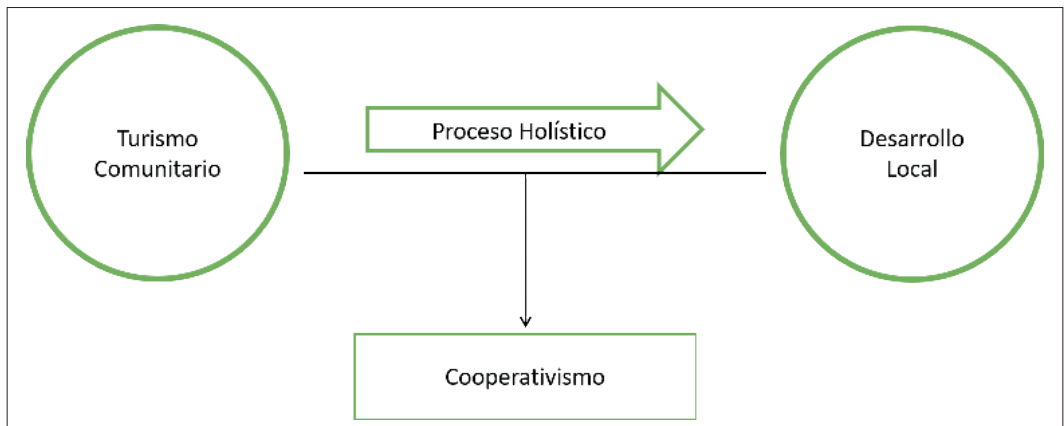 Turismo
Comunitario
Proceso Holístico
Desarrollo
Local
Cooperativismo